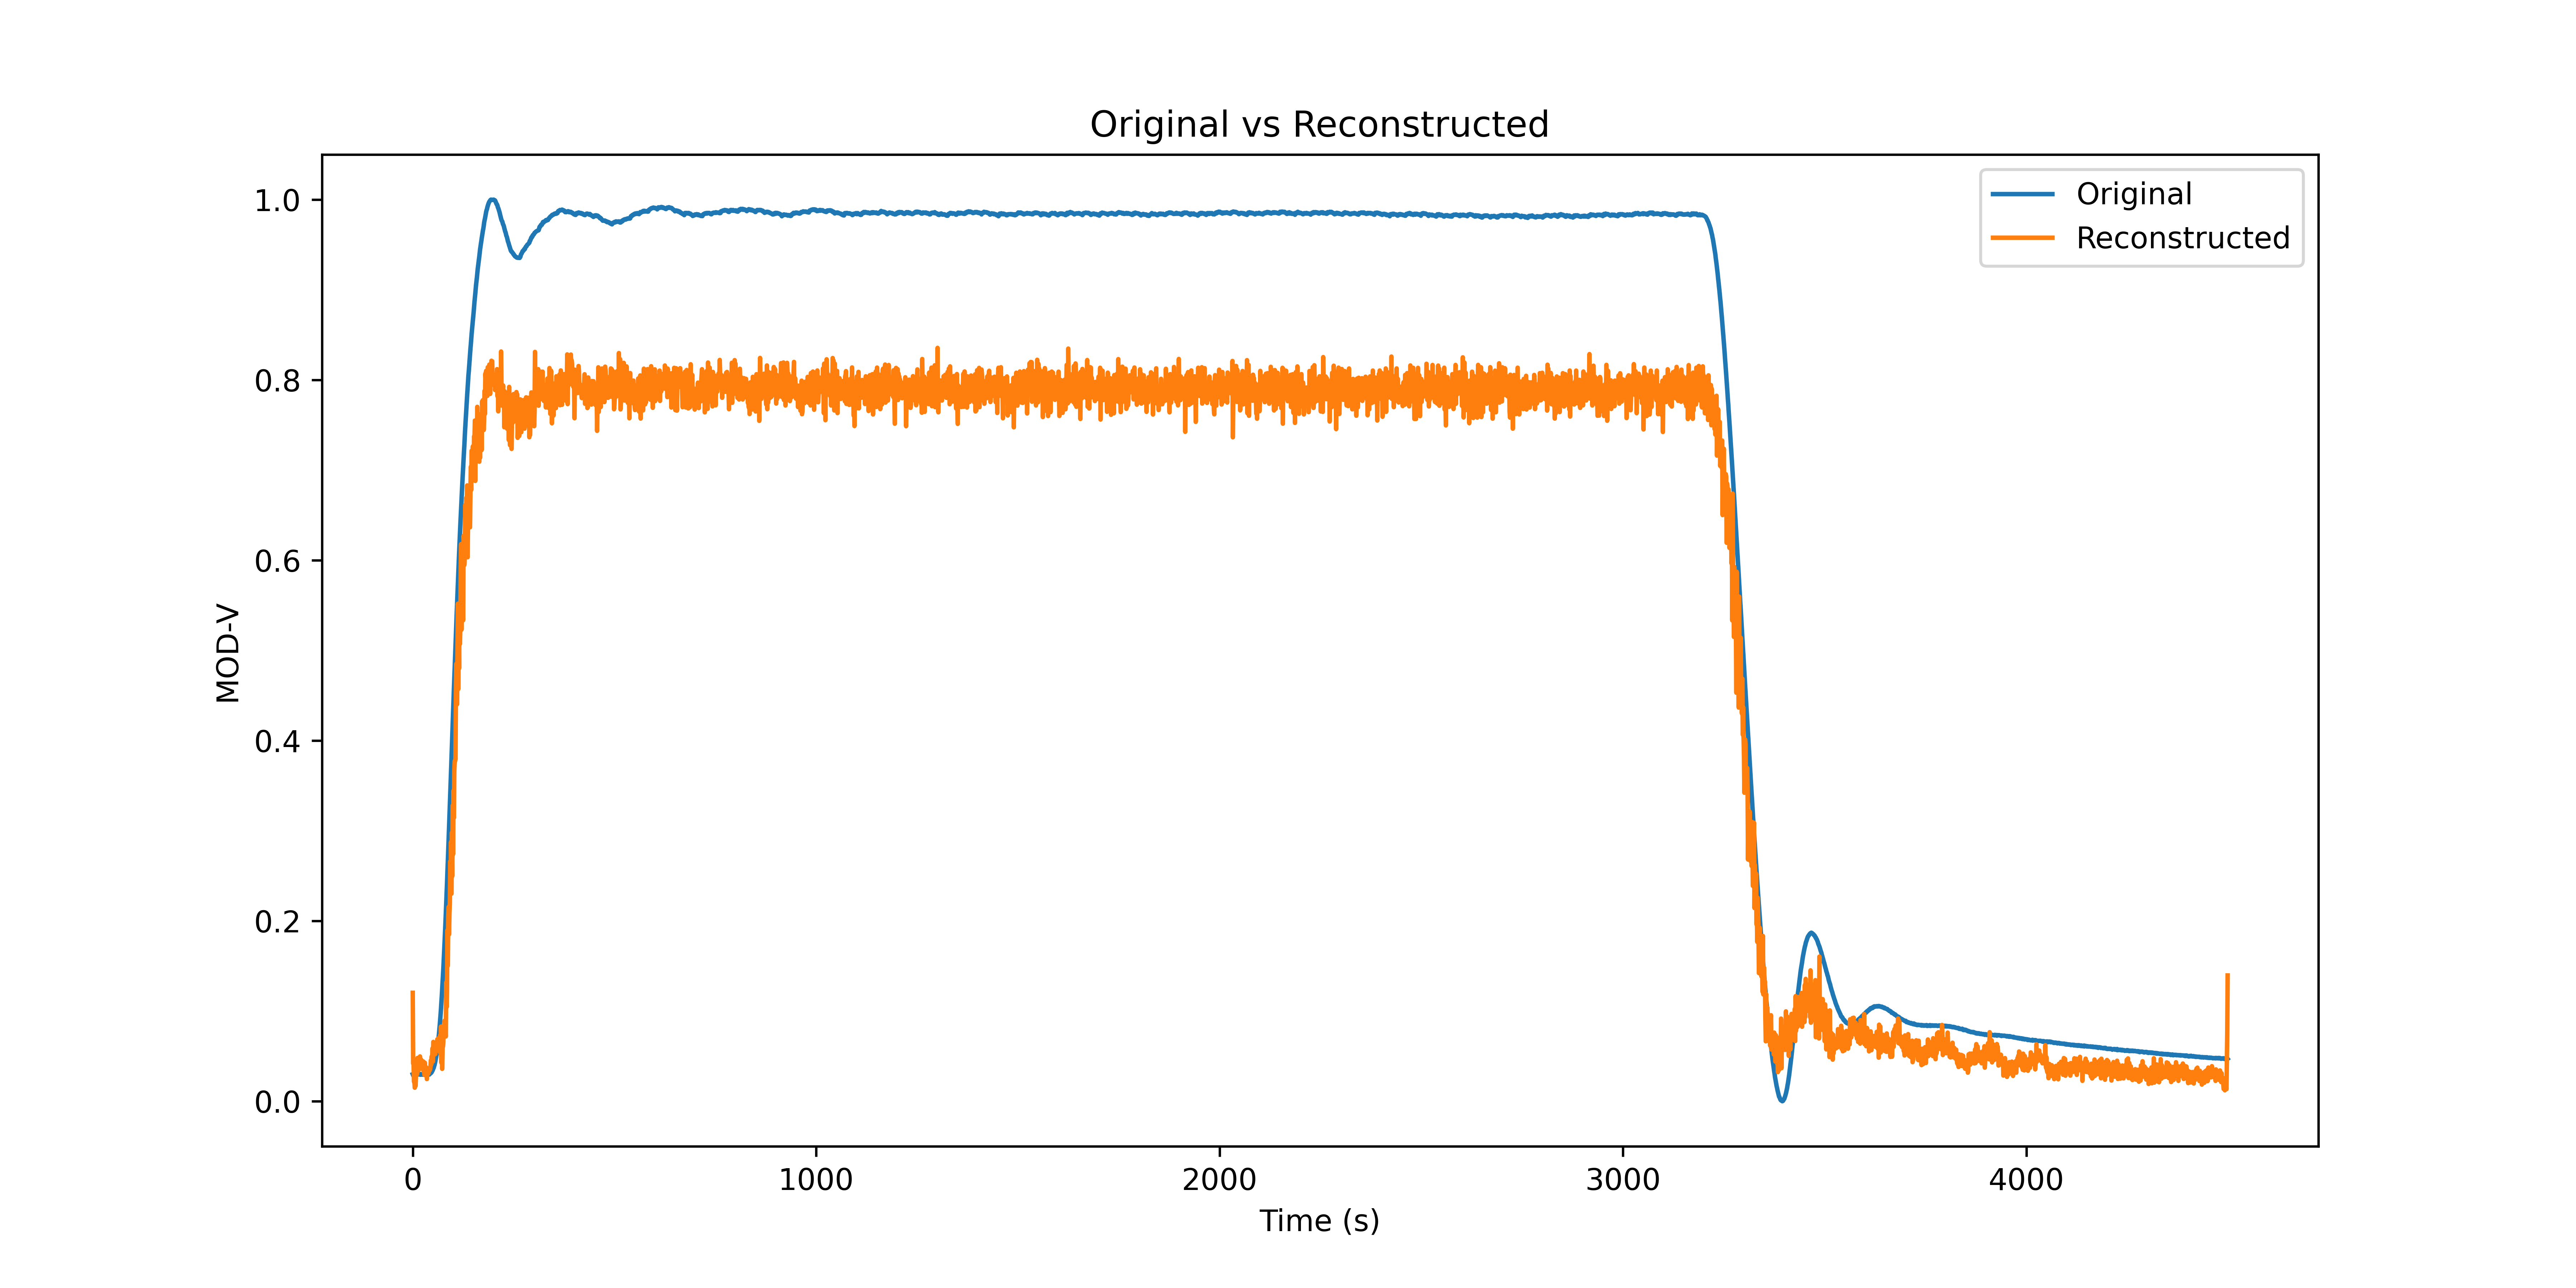 Original vs Reconstructed
Original
Reconstructed
1.0
0.8
0.6
0.4
0.2
0.0
MOD-V
0 1000 2000 3000 4000
Time (s)